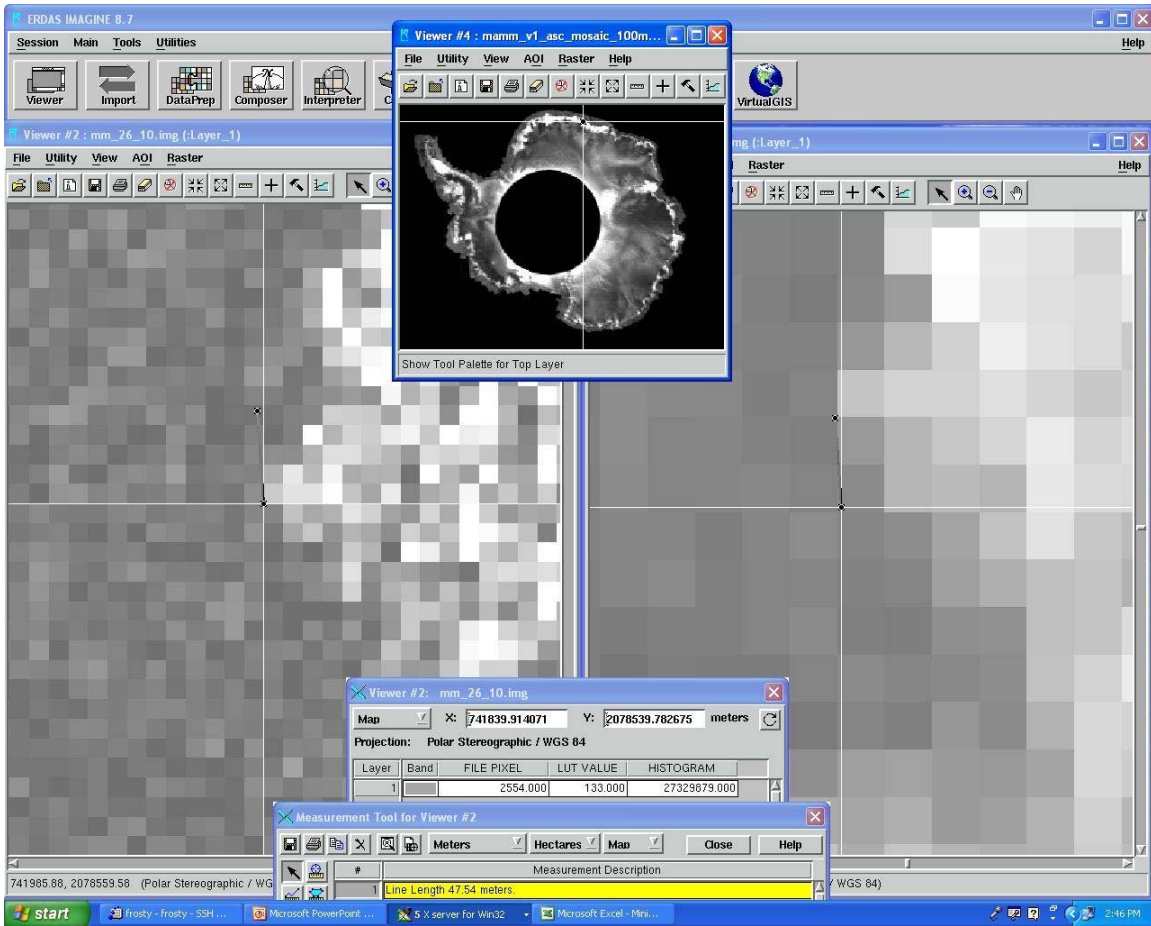 ERDAS IMAGINE 8.7
Session Main Tools Utilities
Help
Viewer Import DataPrep Composer Interpreter
VirtualGIS
Viewer #4 : mamm_v1_asc_mosaic_100m...
File Utility View AOI Raster Help
Show Tool Palette for Top Layer
Viewer #2 : mm_26_10.img (:Layer_1)
File Utility View AOI Raster
mg (:Layer_1)
Raster
Help
Viewer #2: mm_26_10.img
Map X: 741839.914071 Y: 2078539.782675 meters
Projection: Polar Stereographic / WGS 84
Layer Band FILE PIXEL LUT VALUE HISTOGRAM
1 2554.000 133.000 27329879.000
Measurement Tool for Viewer #2
Meters Hectares Map Close Help
# Measurement Description
1 Line Length 47.54 meters.
741985.88, 2078559.58 (Polar Stereographic / WG
/ WGS 84)
start frosty - frosty - SSH ... Microsoft PowerPoint ... 5 X server for Win32 Microsoft Excel - Mini... 2:46 PM